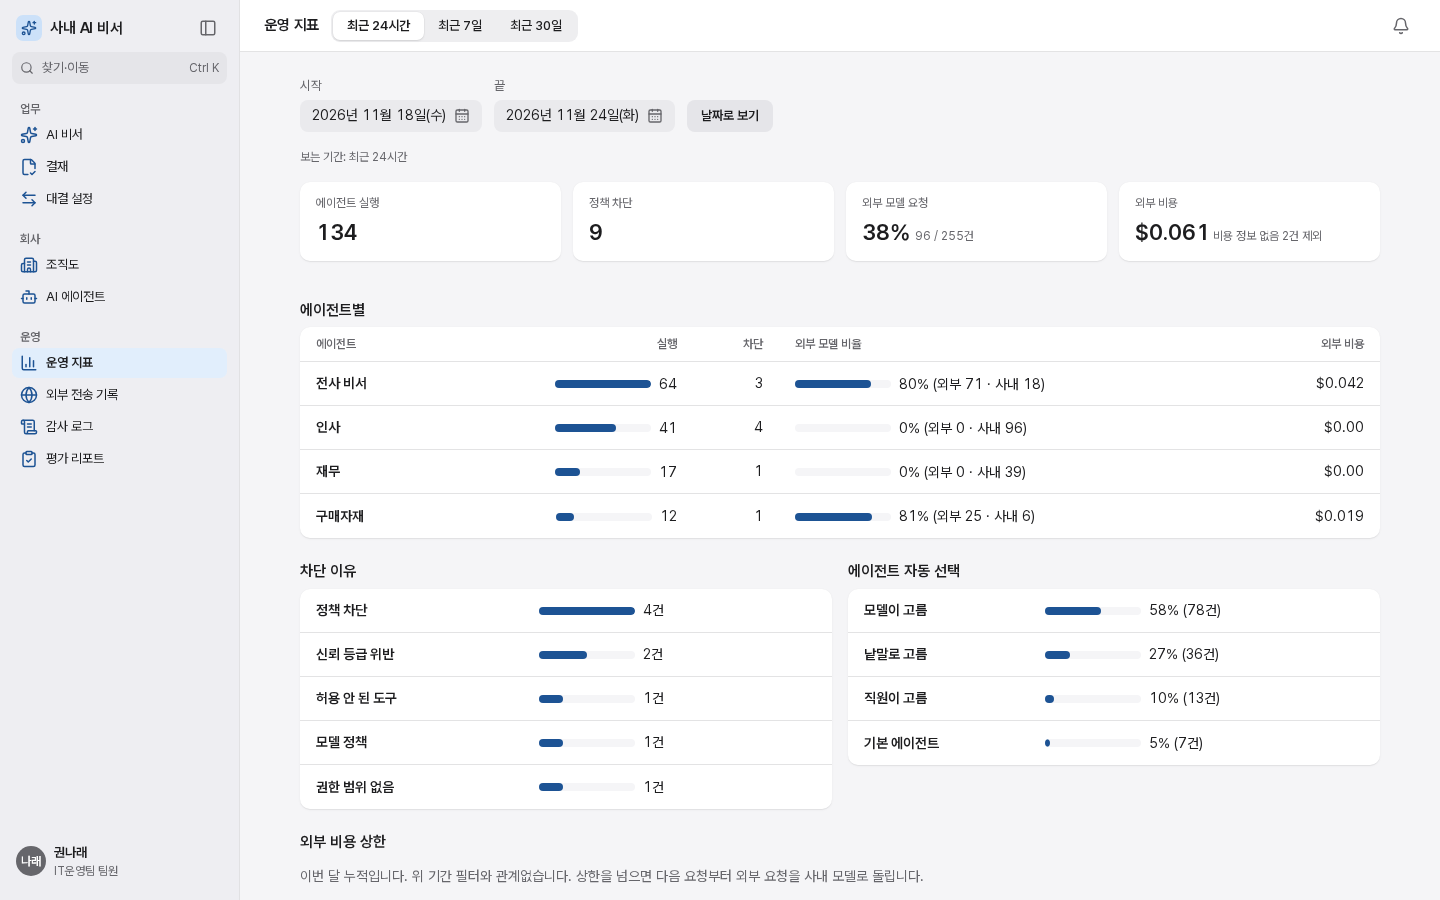 사내 AI 비서
찾기·이동 Ctrl K
업무
AI 비서
결재
대결 설정
회사
조직도
AI 에이전트
운영
운영 지표
외부 전송 기록
감사 로그
평가 리포트
나래 권나래
IT운영팀 팀원
운영 지표 최근 24시간 최근 7일 최근 30일
시작 끝
2026년 11월 18일(수) 2026년 11월 24일(화) 날짜로 보기
보는 기간: 최근 24시간
에이전트 실행 정책 차단 외부 모델 요청 외부 비용
134 9 38% 96 / 255건 $0.061 비용 정보 없음 2건 제외
에이전트별
에이전트 실행 차단 외부 모델 비율 외부 비용
전사 비서 64 3 80% (외부 71 · 사내 18) $0.042
인사 41 4 0% (외부 0 · 사내 96) $0.00
재무 17 1 0% (외부 0 · 사내 39) $0.00
구매자재 12 1 81% (외부 25 · 사내 6) $0.019
차단 이유
정책 차단 4건
신뢰 등급 위반 2건
허용 안 된 도구 1건
모델 정책 1건
권한 범위 없음 1건
에이전트 자동 선택
모델이 고름 58% (78건)
낱말로 고름 27% (36건)
직원이 고름 10% (13건)
기본 에이전트 5% (7건)
외부 비용 상한
이번 달 누적입니다. 위 기간 필터와 관계없습니다. 상한을 넘으면 다음 요청부터 외부 요청을 사내 모델로 돌립니다.